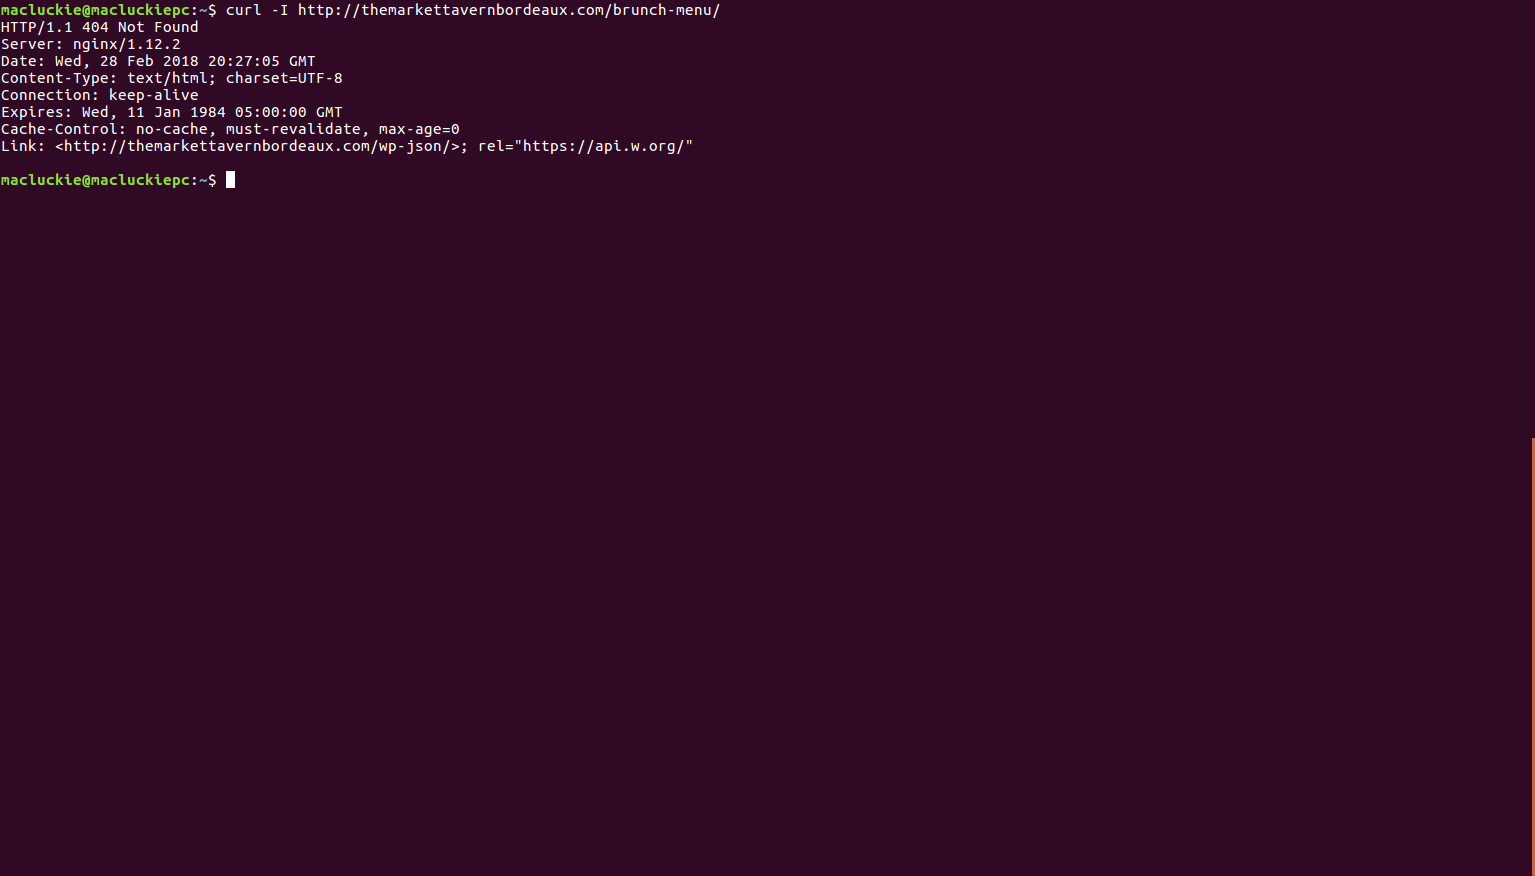 macluckie@macluckiepc:~$ curl -I http://themarkettavernbordeaux.com/brunch-menu/
HTTP/1.1 404 Not Found
Server: nginx/1.12.2
Date: Wed, 28 Feb 2018 20:27:05 GMT
Content-Type: text/html; charset=UTF-8
Connection: keep-alive
Expires: Wed, 11 Jan 1984 05:00:00 GMT
Cache-Control: no-cache, must-revalidate, max-age=0
Link: <http://themarkettavernbordeaux.com/wp-json/>; rel="https://api.w.org/"
macluckie@macluckiepc:~$